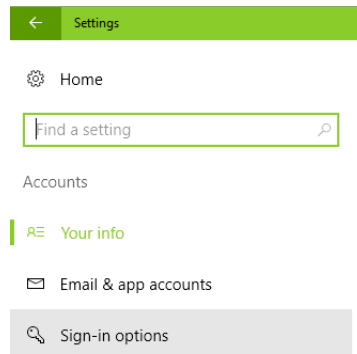 Settings
Home
Find a setting
Accounts
Your info
Email & app accounts
Sign-in options